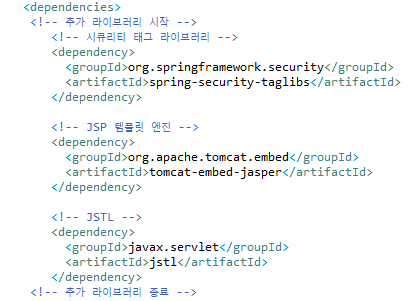 <dependencies>
<!-- 추가 라이브러리 시작 -->
<!-- 시큐리티 태그 라이브러리 -->
<dependency>
<groupId>org.springframework.security</groupId>
<artifactId>spring-security-taglibs</artifactId>
</dependency>
<!-- JSP 템플릿 엔진 -->
<dependency>
<groupId>org.apache.tomcat.embed</groupId>
<artifactId>tomcat-embed-jasper</artifactId>
</dependency>
<!-- JSTL -->
<dependency>
<groupId>javax.servlet</groupId>
<artifactId>jstl</artifactId>
</dependency>
<!-- 추가 라이브러리 종료 -->